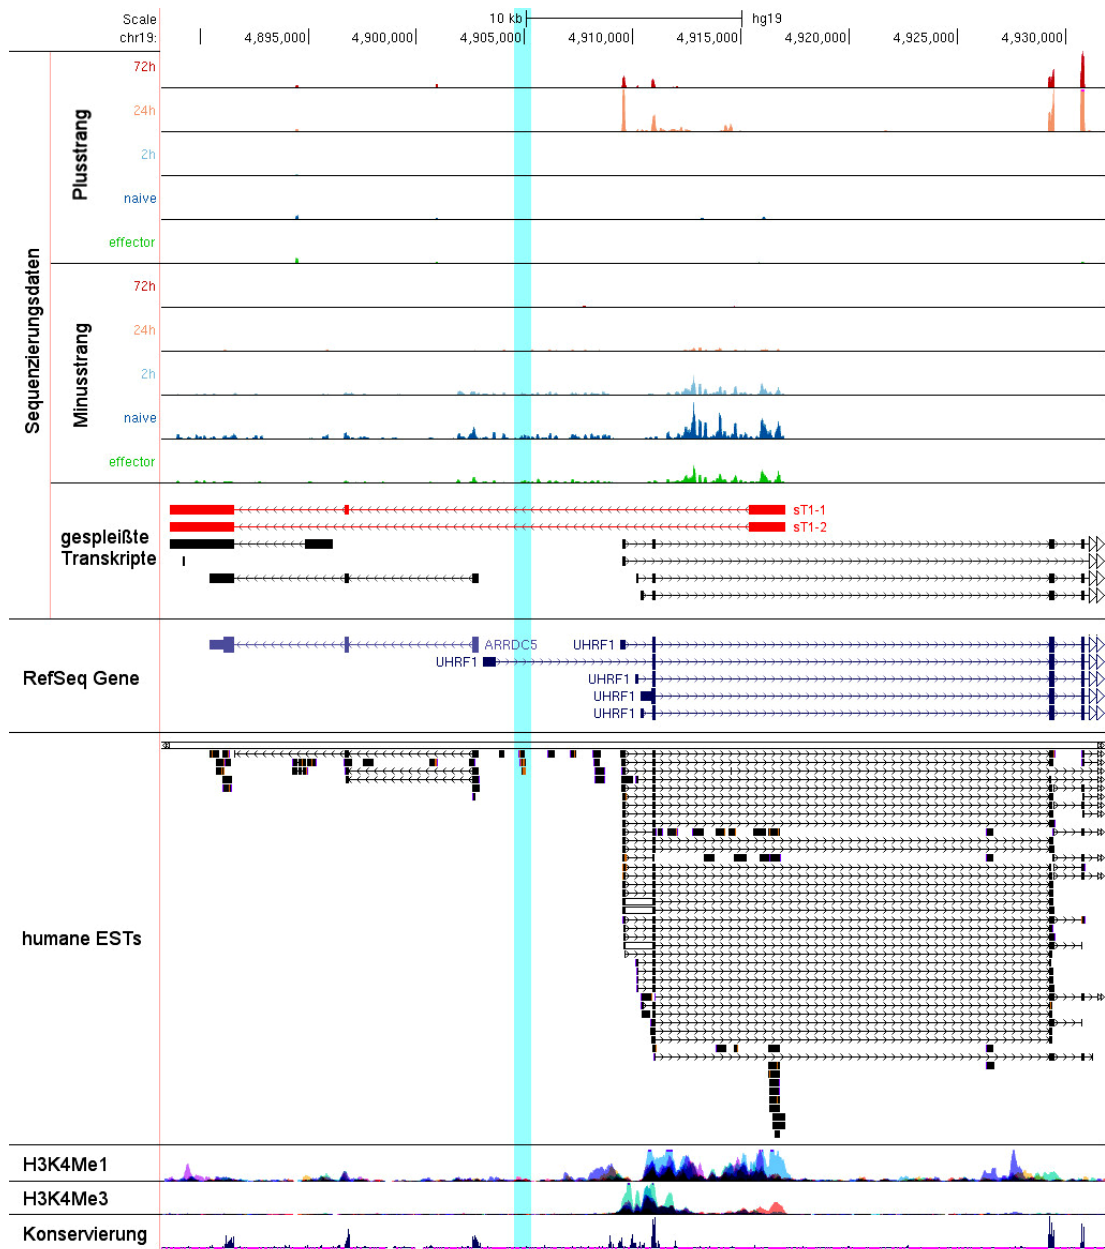 Scale 10 kb hg19
chr19: 4,895,000 4,900,000 4,905,000 4,910,000 4,915,000 4,920,000 4,925,000 4,930,000
Sequenzierungsdaten
Plusstrang
72h
24h
2h
naive
effector
Minusstrang
72h
24h
2h
naive
effector
gespleißte
Transkripte
sT1-1
sT1-2
RefSeq Gene
ARRDC5 UHRF1
UHRF1
UHRF1
UHRF1
UHRF1
humane ESTs
H3K4Me1
H3K4Me3
Konservierung